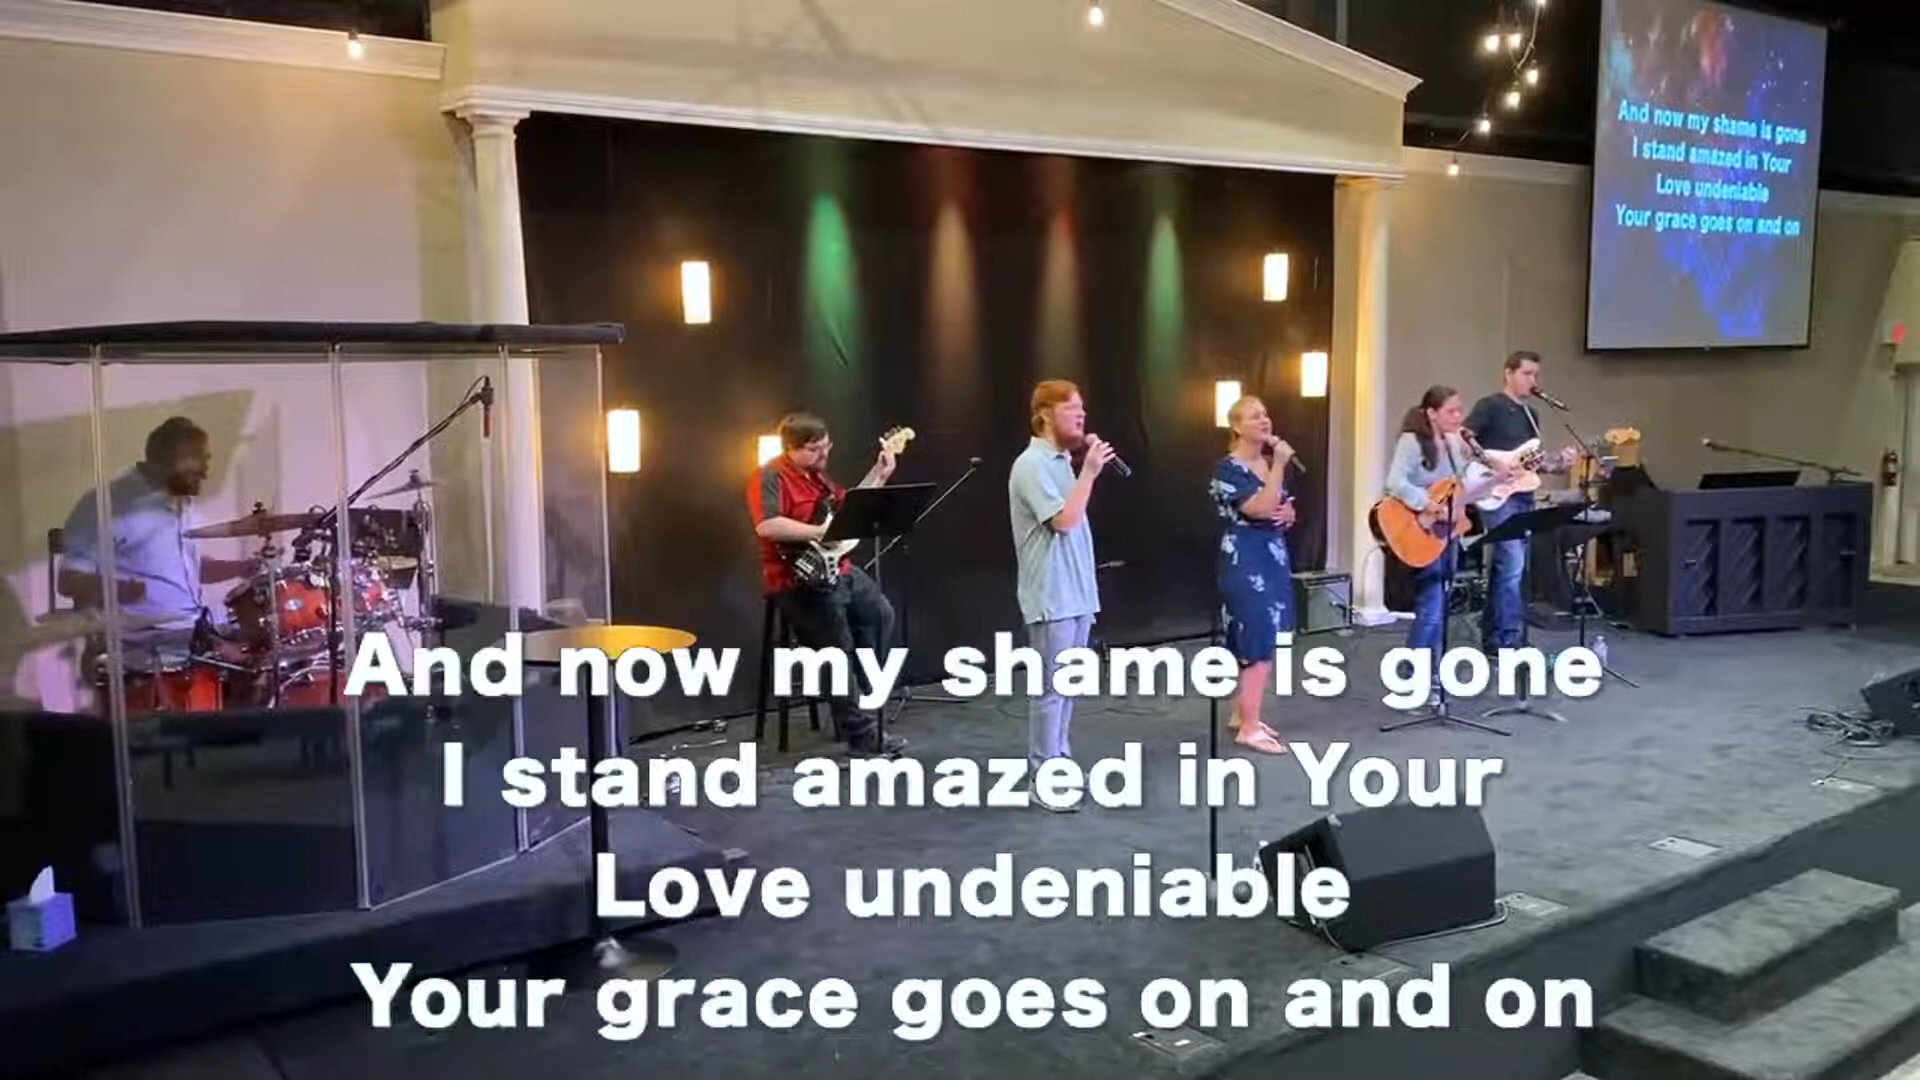 And now my shame is gone
I stand amazed in Your
Love undeniable
Your grace goes on and on
And now my shame is gone
I stand amazed in Your
Love undeniable
Your grace goes on and on